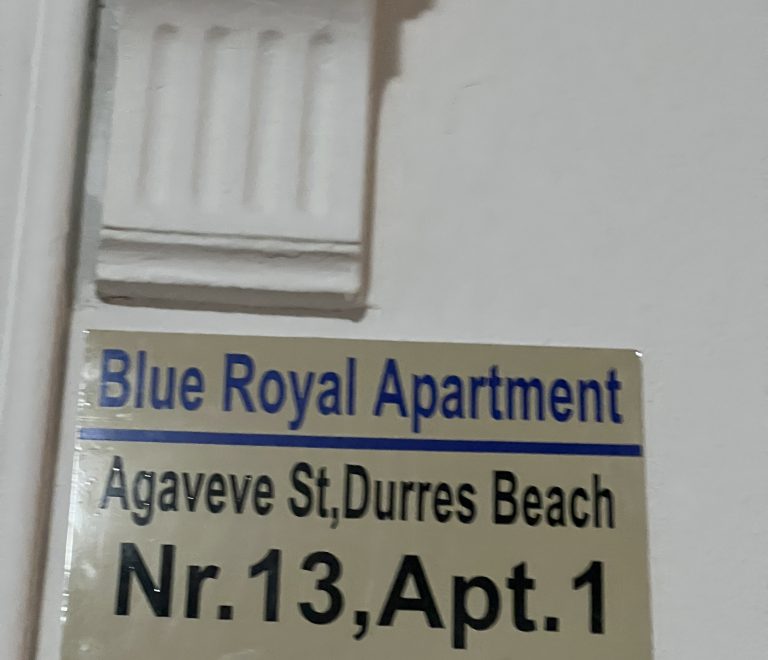 Blue Royal Apartment
Agaveve St,Durres Beach
Nr.13,Apt.1